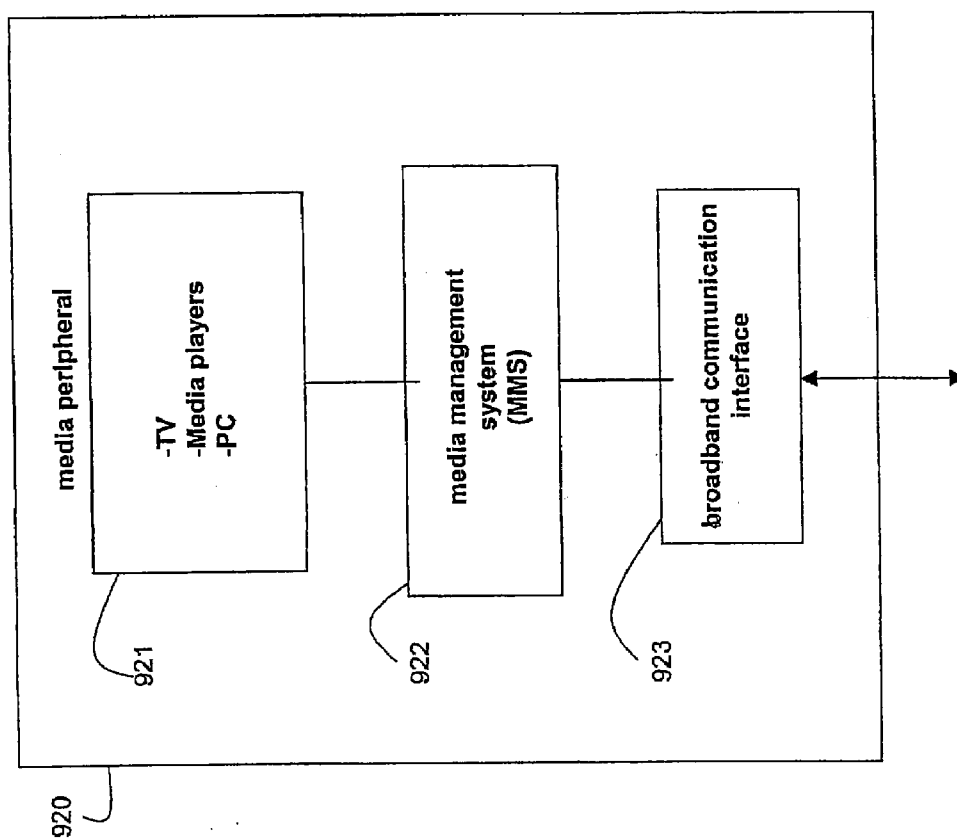 920
media peripheral
921
-TV
-Media players
-PC
922
media management
system
(MMS)
923
broadband communication
interface